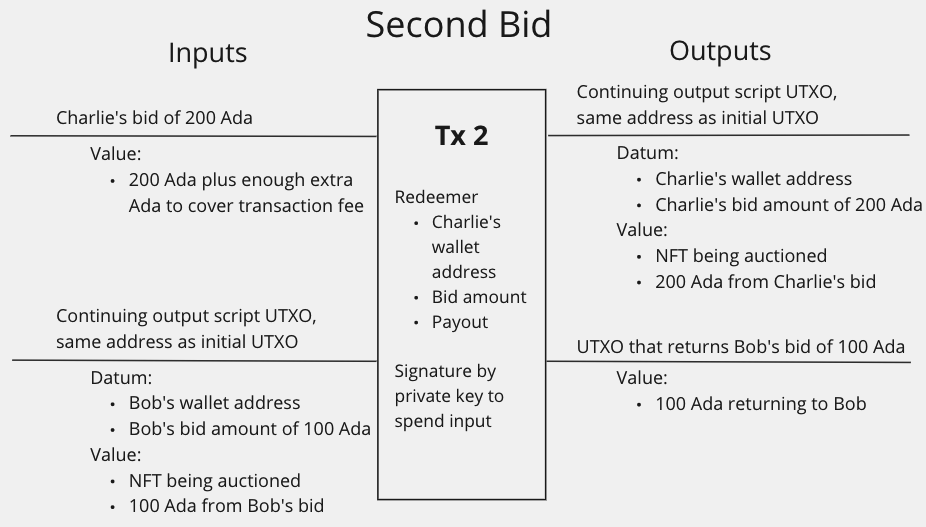 Second Bid
Inputs
Charlie's bid of 200 Ada
Value:
• 200 Ada plus enough extra
Ada to cover transaction fee
Continuing output script UTXO,
same address as initial UTXO
Datum:
• Bob's wallet address
• Bob's bid amount of 100 Ada
Value:
• NFT being auctioned
• 100 Ada from Bob's bid
Tx 2
Redeemer
• Charlie's
wallet
address
• Bid amount
• Payout
Signature by
private key to
spend input
Outputs
Continuing output script UTXO,
same address as initial UTXO
Datum:
• Charlie's wallet address
• Charlie's bid amount of 200 Ada
Value:
• NFT being auctioned
• 200 Ada from Charlie's bid
UTXO that returns Bob's bid of 100 Ada
Value:
• 100 Ada returning to Bob